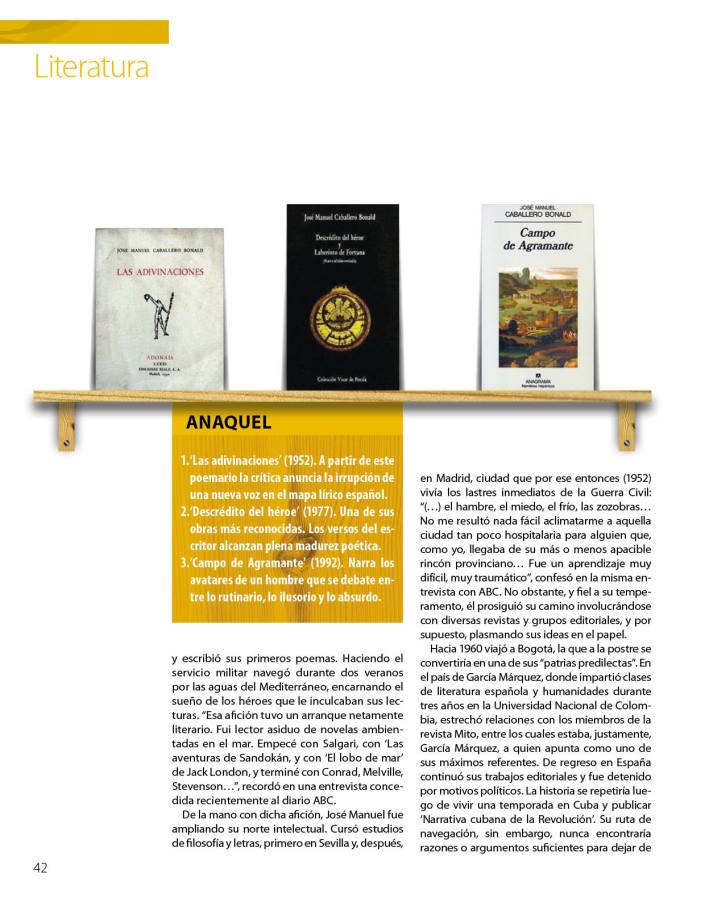 Literatura
JOSÉ MANUEL CABALLERO BONALD
LAS ADIVINACIONES
ADONAIS
EDICIONES RIALP, S. A.
Madrid, 1952
José Manuel Caballero Bonald
Descrédito del héroe
y
Laberinto de Fortuna
Colección Visor de Poesía
JOSÉ MANUEL
CABALLERO BONALD
Campo
de Agramante
ANAGRAMA
Narrativas hispánicas
ANAQUEL
1.‘Las adivinaciones’ (1952). A partir de este
poemario la crítica anuncia la irrupción de
una nueva voz en el mapa lírico español.
2.‘Descrédito del héroe’ (1977). Una de sus
obras más reconocidas. Los versos del es-
critor alcanzan plena madurez poética.
3.‘Campo de Agramante’ (1992). Narra los
avatares de un hombre que se debate en-
tre lo rutinario, lo ilusorio y lo absurdo.
y escribió sus primeros poemas. Haciendo el
servicio militar navegó durante dos veranos
por las aguas del Mediterráneo, encarnando el
sueño de los héroes que le inculcaban sus lec-
turas. “Esa afición tuvo un arranque netamente
literario. Fui lector asiduo de novelas ambien-
tadas en el mar. Empecé con Salgari, con ‘Las
aventuras de Sandokán, y con ‘El lobo de mar’
de Jack London, y terminé con Conrad, Melville,
Stevenson…”, recordó en una entrevista conce-
dida recientemente al diario ABC.
De la mano con dicha afición, José Manuel fue
ampliando su norte intelectual. Cursó estudios
de filosofía y letras, primero en Sevilla y, después,
en Madrid, ciudad que por ese entonces (1952)
vivía los lastres inmediatos de la Guerra Civil:
“(…) el hambre, el miedo, el frío, las zozobras…
No me resultó nada fácil aclimatarme a aquella
ciudad tan poco hospitalaria para alguien que,
como yo, llegaba de su más o menos apacible
rincón provinciano… Fue un aprendizaje muy
difícil, muy traumático”, confesó en la misma en-
trevista con ABC. No obstante, y fiel a su tempe-
ramento, él prosiguió su camino involucrándose
con diversas revistas y grupos editoriales, y por
supuesto, plasmando sus ideas en el papel.
Hacia 1960 viajó a Bogotá, la que a la postre se
convertiría en una de sus “patrias predilectas”. En
el país de García Márquez, donde impartió clases
de literatura española y humanidades durante
tres años en la Universidad Nacional de Colom-
bia, estrechó relaciones con los miembros de la
revista Mito, entre los cuales estaba, justamente,
García Márquez, a quien apunta como uno de
sus máximos referentes. De regreso en España
continuó sus trabajos editoriales y fue detenido
por motivos políticos. La historia se repetiría lue-
go de vivir una temporada en Cuba y publicar
‘Narrativa cubana de la Revolución’. Su ruta de
navegación, sin embargo, nunca encontraría
razones o argumentos suficientes para dejar de
42